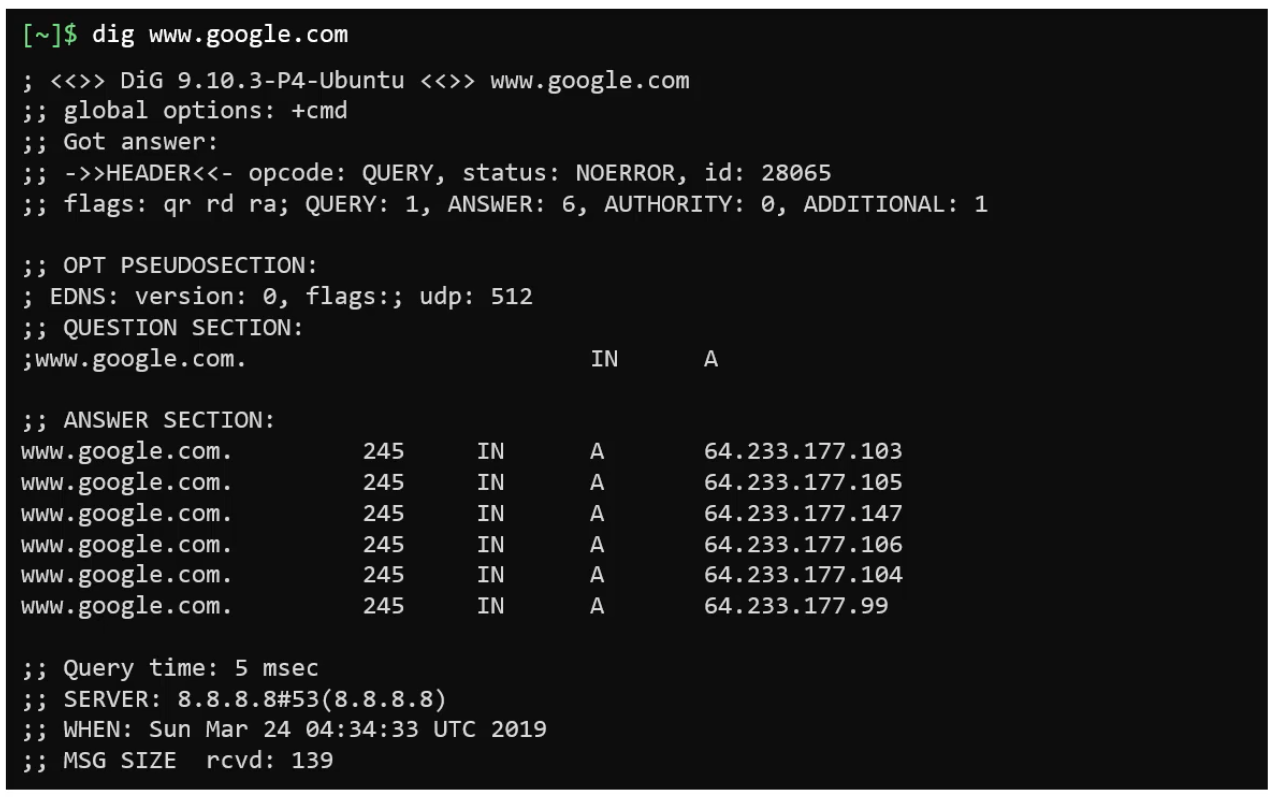 [~]$ dig www.google.com
; <<>> DiG 9.10.3-P4-Ubuntu <<>> www.google.com
;; global options: +cmd
;; Got answer:
;; ->>HEADER<<- opcode: QUERY, status: NOERROR, id: 28065
;; flags: qr rd ra; QUERY: 1, ANSWER: 6, AUTHORITY: 0, ADDITIONAL: 1
;; OPT PSEUDOSECTION:
; EDNS: version: 0, flags:; udp: 512
;; QUESTION SECTION:
;www.google.com. IN A
;; ANSWER SECTION:
www.google.com. 245 IN A 64.233.177.103
www.google.com. 245 IN A 64.233.177.105
www.google.com. 245 IN A 64.233.177.147
www.google.com. 245 IN A 64.233.177.106
www.google.com. 245 IN A 64.233.177.104
www.google.com. 245 IN A 64.233.177.99
;; Query time: 5 msec
;; SERVER: 8.8.8.8#53(8.8.8.8)
;; WHEN: Sun Mar 24 04:34:33 UTC 2019
;; MSG SIZE  rcvd: 139